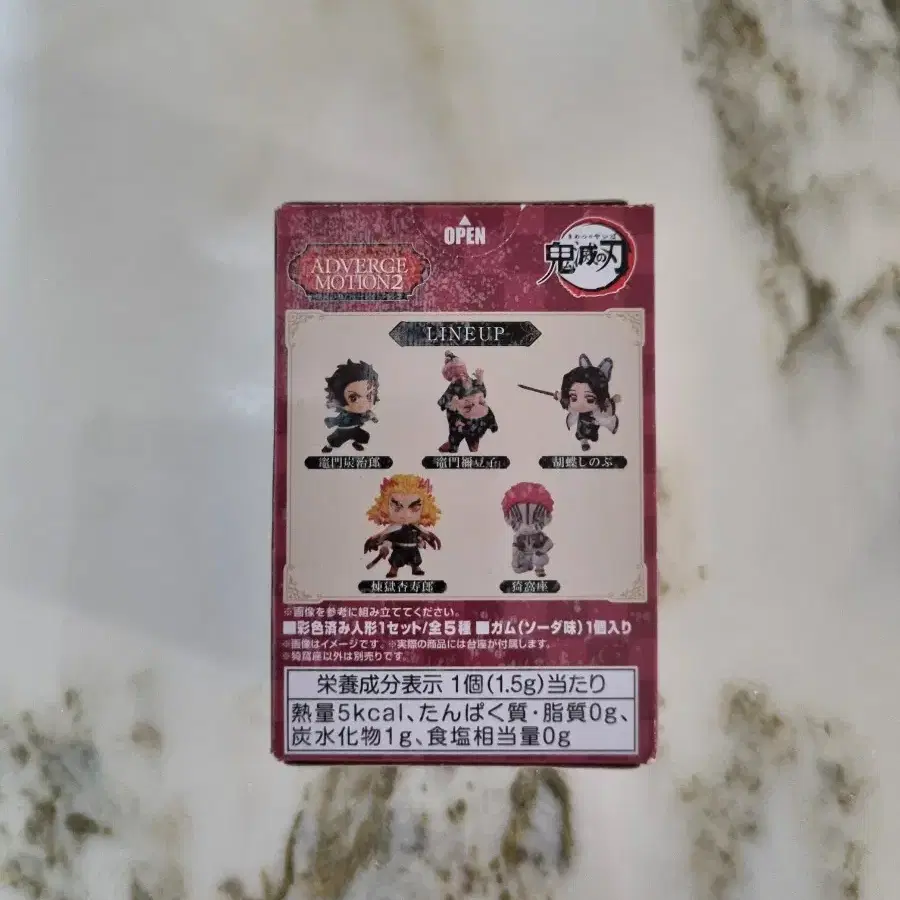 OPEN
ADVERGE
MOTION2
きめつのやいば
鬼滅の刃
LINEUP
竈門炭治郎
竈門禰豆子
胡蝶しのぶ
煉獄杏寿郎
猗窩座
※画像を参考に組み立ててください。
■彩色済み人形1セット/全5種 ■ガム(ソーダ味)1個入り
※画像はイメージです。※実際の商品には台座が付属します。
※猗窩座以外は別売りです。
栄養成分表示 1個(1.5g)当たり
熱量5kcal、たんぱく質・脂質0g、
炭水化物1g、食塩相当量0g